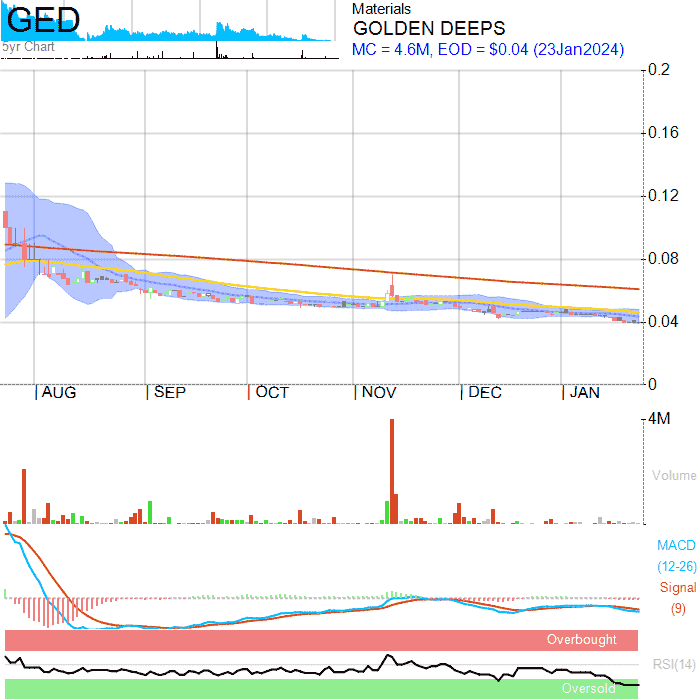 GED
5yr Chart
Materials
GOLDEN DEEPS
MC = 4.6M, EOD = $0.04 (23Jan2024)
0.2
0.16
0.12
0.08
0.04
0
AUG SEP OCT NOV DEC JAN
4M
Volume
MACD
(12-26)
Signal
(9)
Overbought
RSI(14)
Oversold